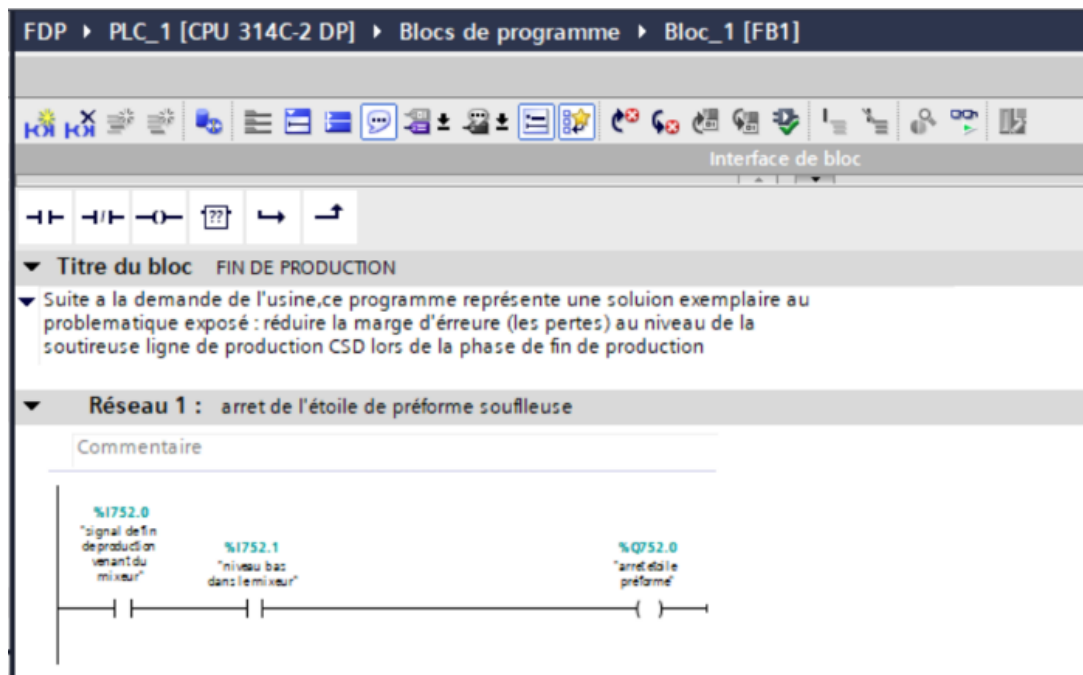 FDP ▸ PLC_1 [CPU 314C-2 DP] ▸ Blocs de programme ▸ Bloc_1 [FB1]
Interface de bloc
Titre du bloc FIN DE PRODUCTION
Suite a la demande de l'usine,ce programme représente une soluion exemplaire au
problematique exposé : réduire la marge d'érreure (les pertes) au niveau de la
soutireuse ligne de production CSD lors de la phase de fin de production
Réseau 1 : arret de l'étoile de préforme souflleuse
Commentaire
%I752.0
"signal de fin
de production
venant du
mixeur"
%I752.1
"niveau bas
dans le mixeur"
%Q752.0
"arret etoile
préforme"